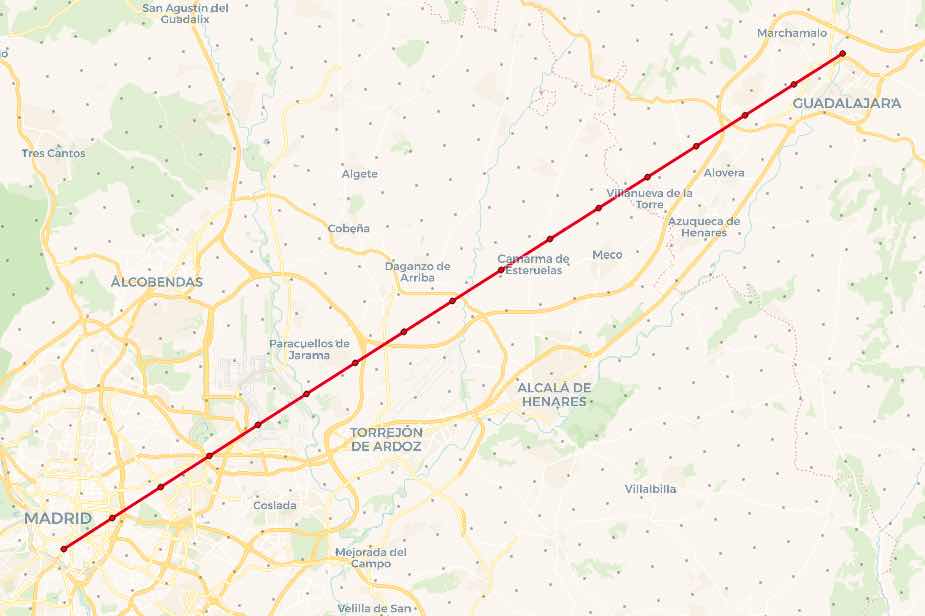 San Agustín del
Guadalix
Marchamalo
GUADALAJARA
Tres Cantos
Algete
Alovera
Villanueva de la
Torre
Azuqueca de
Henares
Cobeña
Camarma de
Esteruelas
Meco
Daganzo de
Arriba
ALCOBENDAS
Paracuellos de
Jarama
ALCALÁ DE
HENARES
TORREJÓN
DE ARDOZ
Villalbilla
Coslada
MADRID
Mejorada del
Campo
Velilla de San